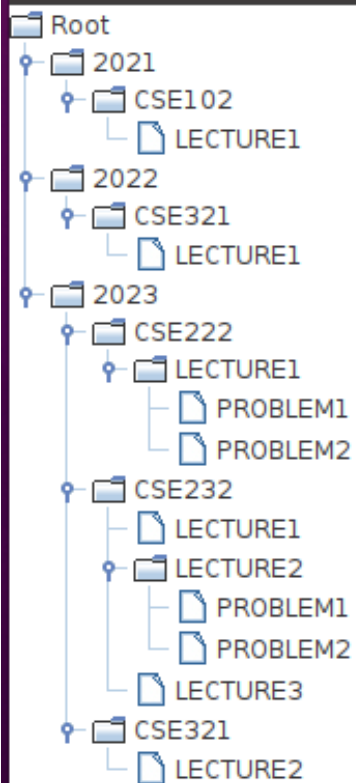 Root
2021
CSE102
LECTURE1
2022
CSE321
LECTURE1
2023
CSE222
LECTURE1
PROBLEM1
PROBLEM2
CSE232
LECTURE1
LECTURE2
PROBLEM1
PROBLEM2
LECTURE3
CSE321
LECTURE2